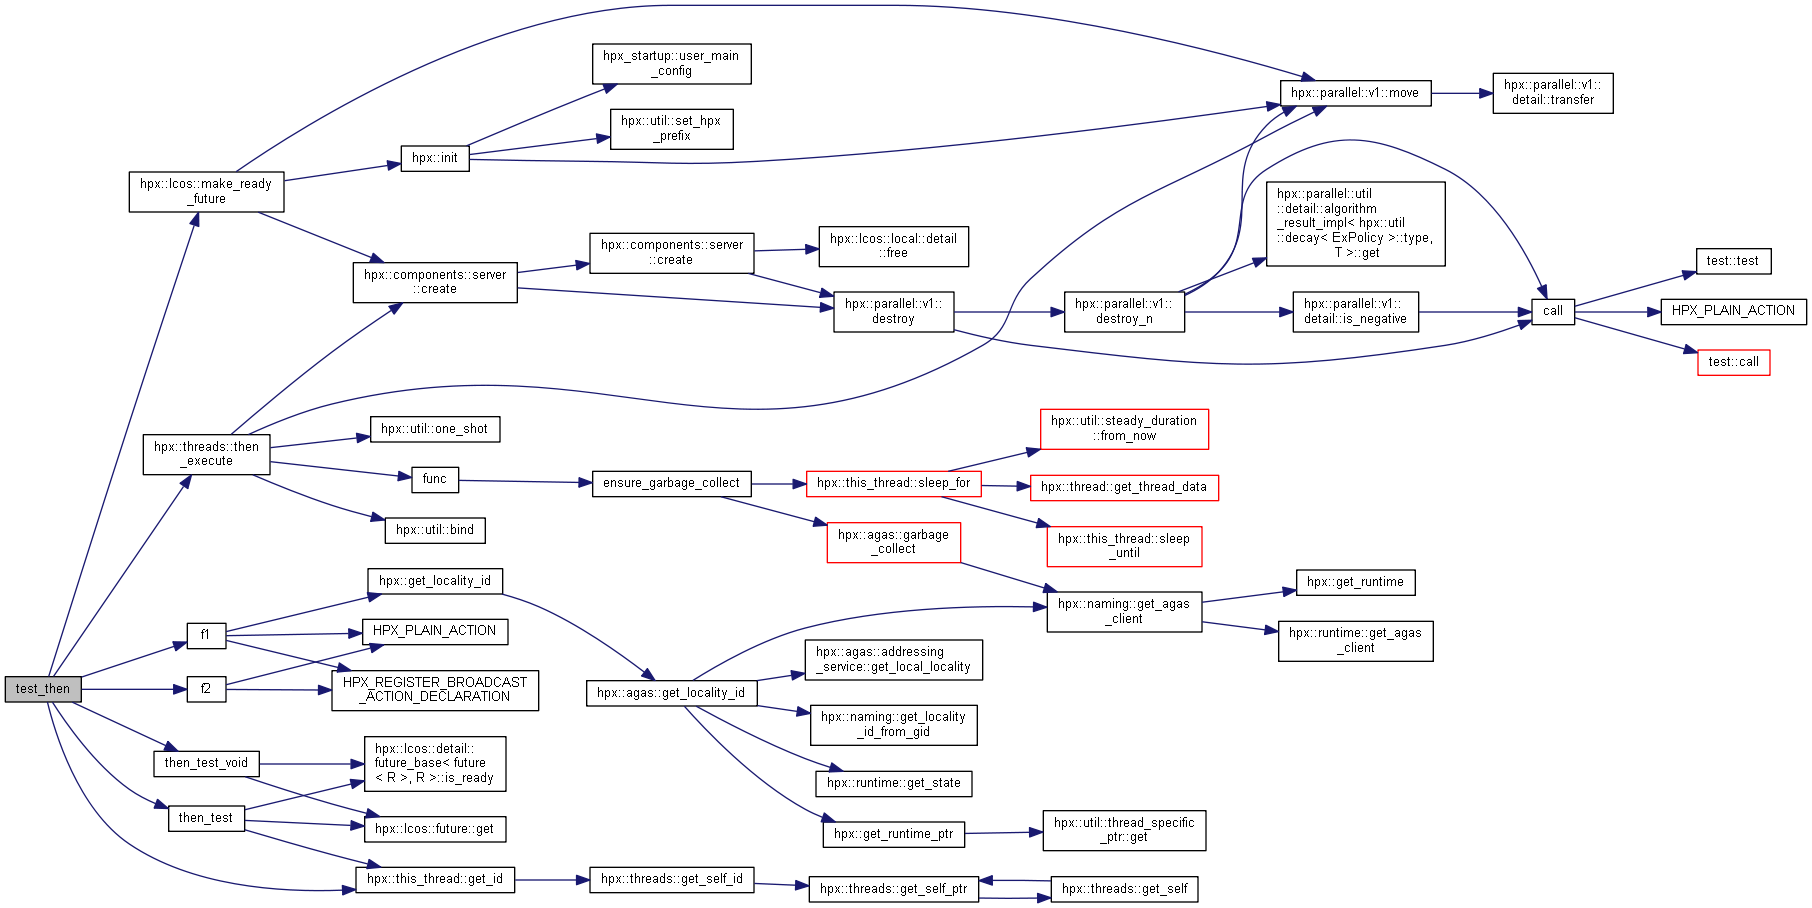 hpx_startup::user_main
_config
hpx::util::set_hpx
_prefix
hpx::parallel::v1::move
hpx::parallel::v1::
detail::transfer
hpx::init
hpx::lcos::make_ready
_future
hpx::parallel::util
::detail::algorithm
_result_impl< hpx::util
::decay< ExPolicy >::type,
T >::get
hpx::components::server
::create
hpx::lcos::local::detail
::free
hpx::components::server
::create
test::test
hpx::parallel::v1::
destroy
hpx::parallel::v1::
destroy_n
hpx::parallel::v1::
detail::is_negative
call
HPX_PLAIN_ACTION
test::call
hpx::util::one_shot
hpx::util::steady_duration
::from_now
hpx::threads::then
_execute
func
ensure_garbage_collect
hpx::this_thread::sleep_for
hpx::thread::get_thread_data
hpx::util::bind
hpx::agas::garbage
_collect
hpx::this_thread::sleep
_until
hpx::get_locality_id
hpx::get_runtime
hpx::naming::get_agas
_client
f1
HPX_PLAIN_ACTION
hpx::runtime::get_agas
_client
hpx::agas::addressing
_service::get_local_locality
test_then
f2
HPX_REGISTER_BROADCAST
_ACTION_DECLARATION
hpx::agas::get_locality_id
hpx::naming::get_locality
_id_from_gid
then_test_void
hpx::lcos::detail::
future_base< future
< R >, R >::is_ready
hpx::runtime::get_state
then_test
hpx::lcos::future::get
hpx::get_runtime_ptr
hpx::util::thread_specific
_ptr::get
hpx::this_thread::get_id
hpx::threads::get_self_id
hpx::threads::get_self_ptr
hpx::threads::get_self